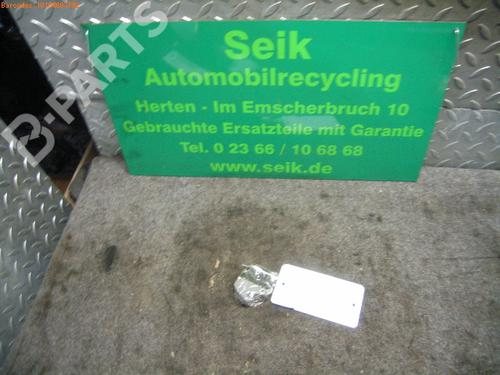 Seik
Automobilrecycling
Herten - Im Emscherbruch 10
Gebrauchte Ersatzteile mit Garantie
Tel. 0 23 66 / 10 68 68
www.seik.de
B-PARTS